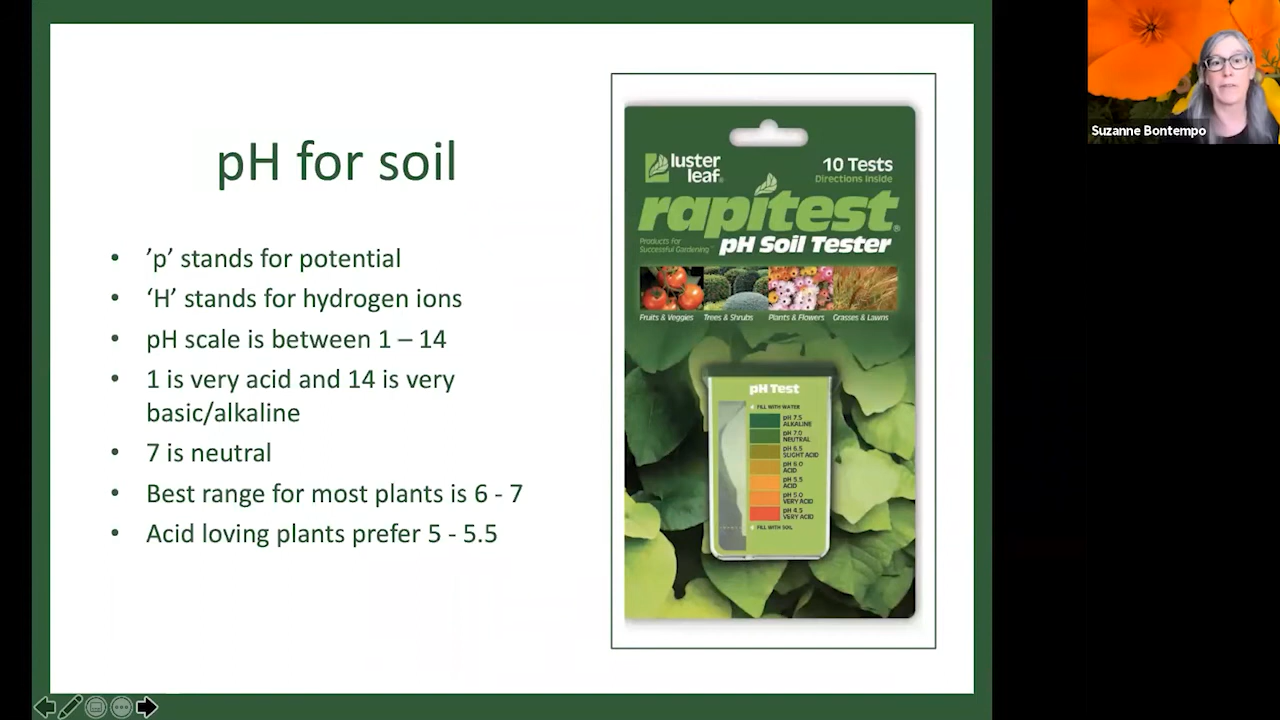 pH for soil
• ’p’ stands for potential
• ‘H’ stands for hydrogen ions
• pH scale is between 1 – 14
• 1 is very acid and 14 is very
basic/alkaline
• 7 is neutral
• Best range for most plants is 6 - 7
• Acid loving plants prefer 5 - 5.5
luster
leaf®
10 Tests
Directions Inside
rapitest®
Products for
Successful Gardening™
pH Soil Tester
Fruits & Veggies Trees & Shrubs Plants & Flowers Grasses & Lawns
pH Test
FILL WITH WATER
pH 7.5
ALKALINE
pH 7.0
NEUTRAL
pH 6.5
SLIGHT ACID
pH 6.0
ACID
pH 5.5
ACID
pH 5.0
VERY ACID
pH 4.5
VERY ACID
FILL WITH SOIL
Suzanne Bontempo